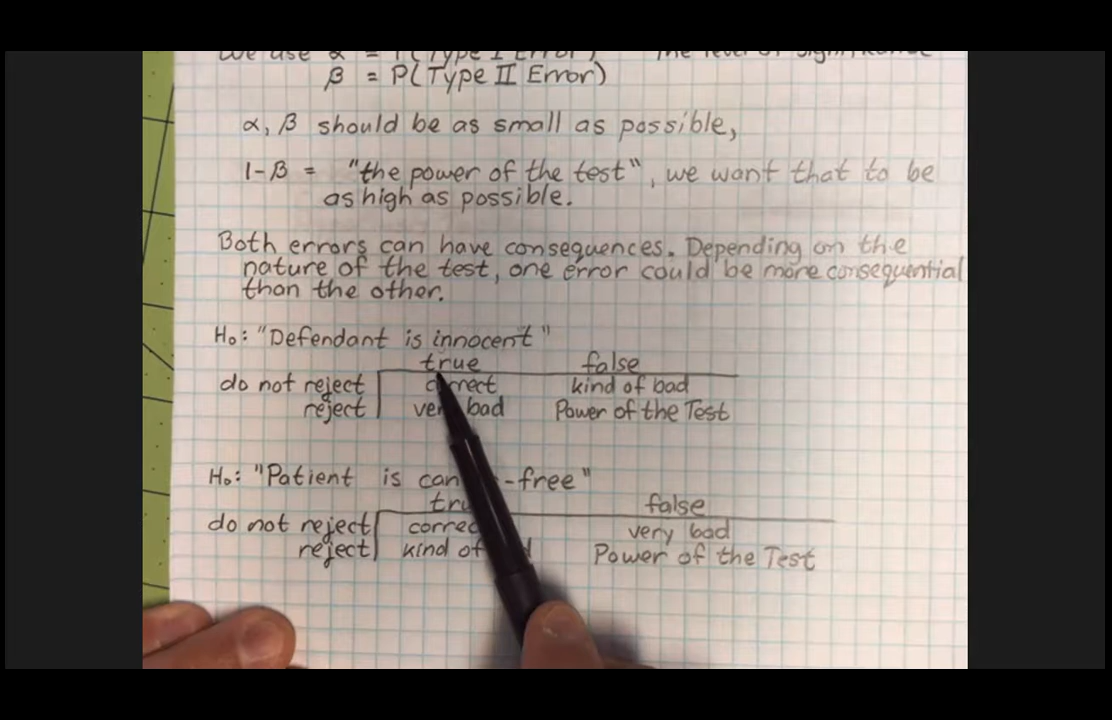 β = P(Type II Error)
α, β should be as small as possible,
1-β = "the power of the test", we want that to be
as high as possible.
Both errors can have consequences. Depending on the
nature of the test, one error could be more consequential
than the other.
H₀: "Defendant is innocent"
true false
do not reject correct kind of bad
reject very bad Power of the Test
H₀: "Patient is -free"
false
do not reject correct very bad
reject kind of Power of the Test